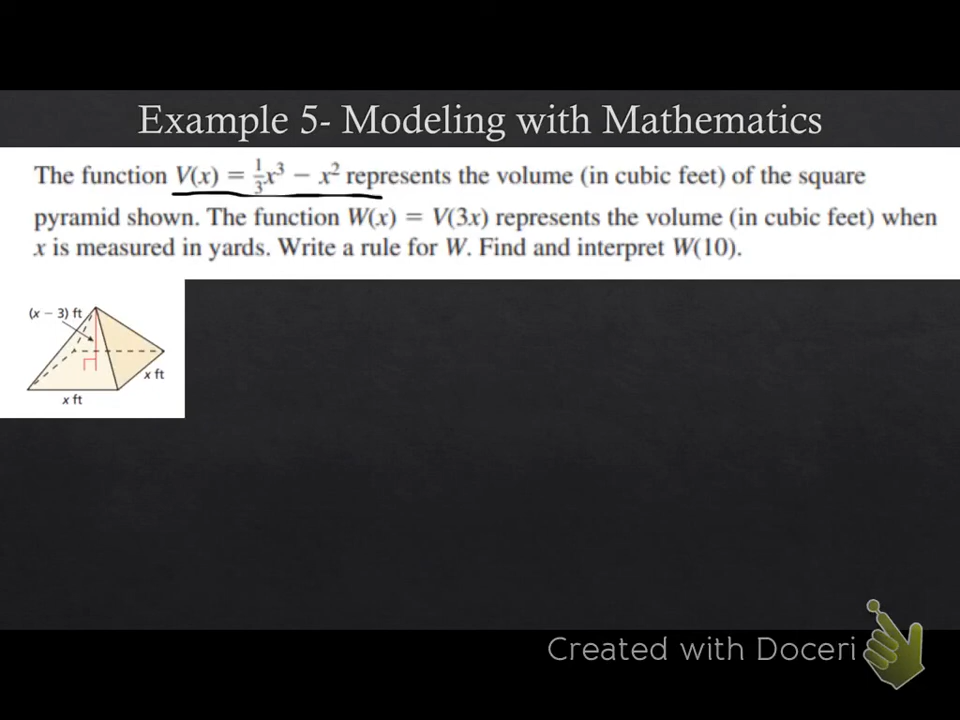 Example 5- Modeling with Mathematics
The function V(x) = 1/3x³ − x² represents the volume (in cubic feet) of the square
pyramid shown. The function W(x) = V(3x) represents the volume (in cubic feet) when
x is measured in yards. Write a rule for W. Find and interpret W(10).
(x − 3) ft
x ft
x ft
Created with Doceri